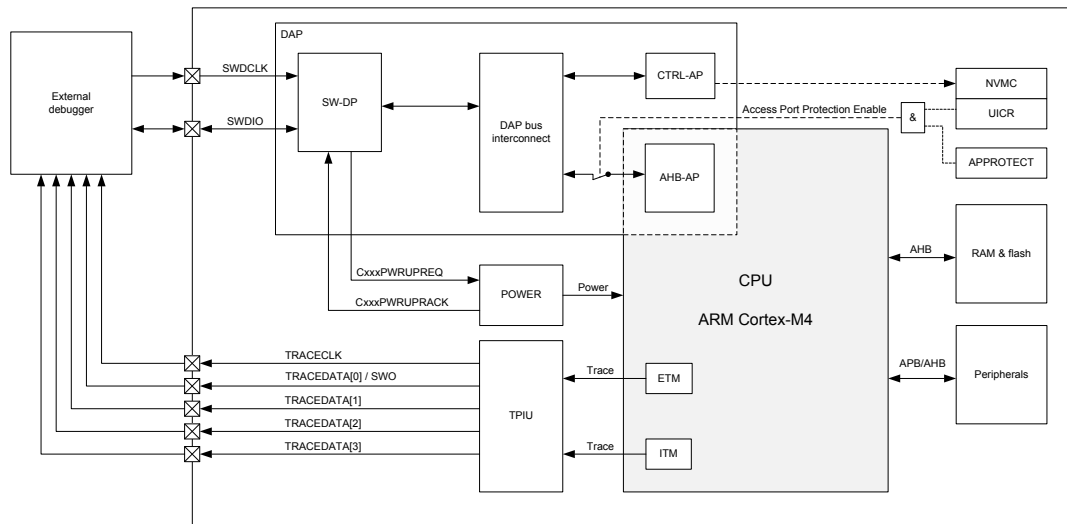 DAP
External
debugger
SWDCLK
SWDIO
SW-DP
DAP bus
interconnect
CTRL-AP
NVMC
UICR
Access Port Protection Enable
&
APPROTECT
AHB-AP
CxxxPWRUPREQ
CxxxPWRUPRACK
POWER
Power
CPU
ARM Cortex-M4
AHB
RAM & flash
APB/AHB
Peripherals
TRACECLK
TRACEDATA[0] / SWO
TRACEDATA[1]
TRACEDATA[2]
TRACEDATA[3]
TPIU
Trace
ETM
Trace
ITM